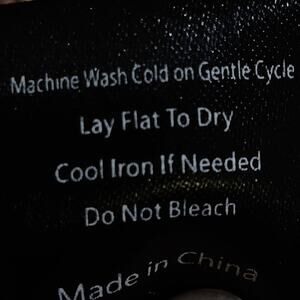 Machine Wash Cold on Gentle Cycle
Lay Flat To Dry
Cool Iron If Needed
Do Not Bleach
Made in China